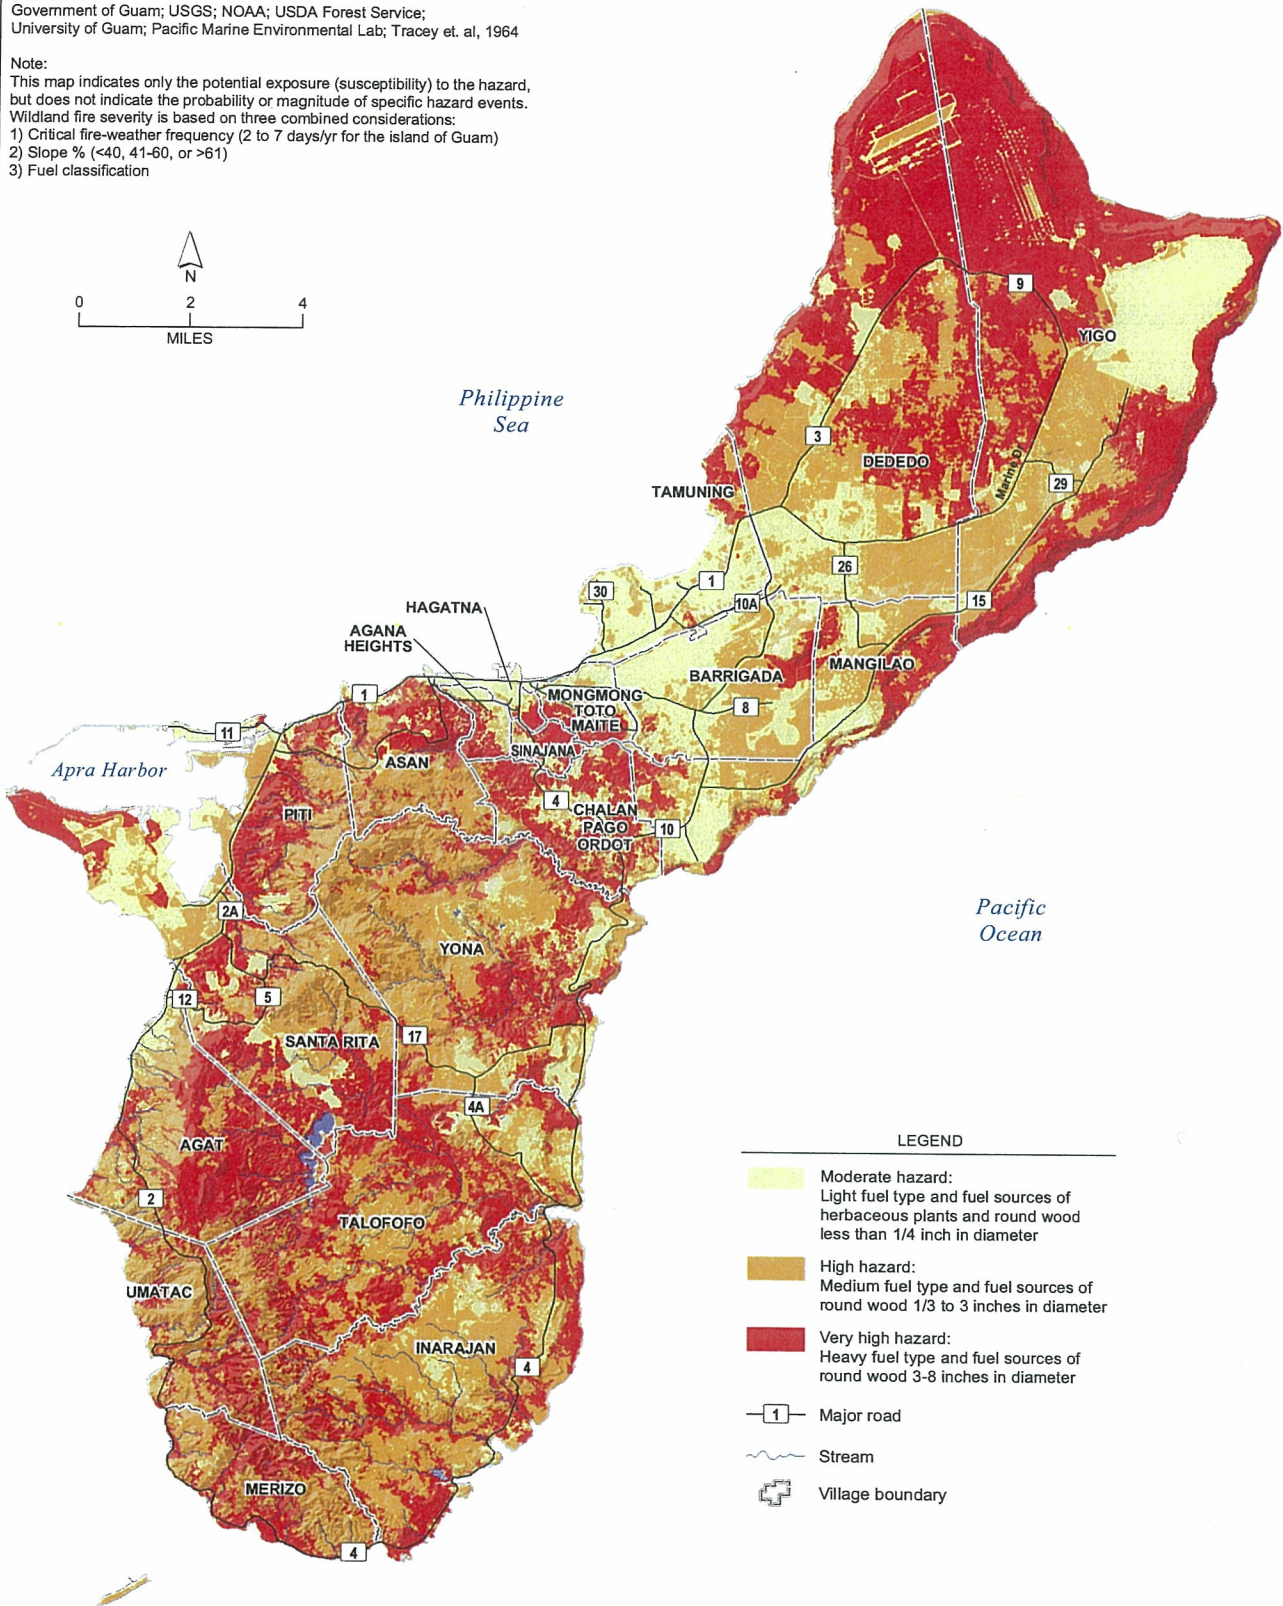 Government of Guam; USGS; NOAA; USDA Forest Service;
University of Guam; Pacific Marine Environmental Lab; Tracey et. al, 1964
Note:
This map indicates only the potential exposure (susceptibility) to the hazard,
but does not indicate the probability or magnitude of specific hazard events.
Wildland fire severity is based on three combined considerations:
1) Critical fire-weather frequency (2 to 7 days/yr for the island of Guam)
2) Slope % (<40, 41-60, or >61)
3) Fuel classification
N
0 2 4
MILES
Philippine
Sea
9
YIGO
3
DEDEDO
Marine Dr
29
TAMUNING
26
1
30
10A
15
HAGATNA
AGANA
HEIGHTS
MANGILAO
BARRIGADA
1
MONGMONG
TOTO
MAITE
8
11
SINAJANA
ASAN
Apra Harbor
4
CHALAN
PAGO
ORDOT
PITI
10
2A
Pacific
Ocean
YONA
12
5
17
SANTA RITA
4A
AGAT
2
TALOFOFO
UMATAC
INARAJAN
4
MERIZO
4
LEGEND
Moderate hazard:
Light fuel type and fuel sources of
herbaceous plants and round wood
less than 1/4 inch in diameter
High hazard:
Medium fuel type and fuel sources of
round wood 1/3 to 3 inches in diameter
Very high hazard:
Heavy fuel type and fuel sources of
round wood 3-8 inches in diameter
1 Major road
Stream
Village boundary